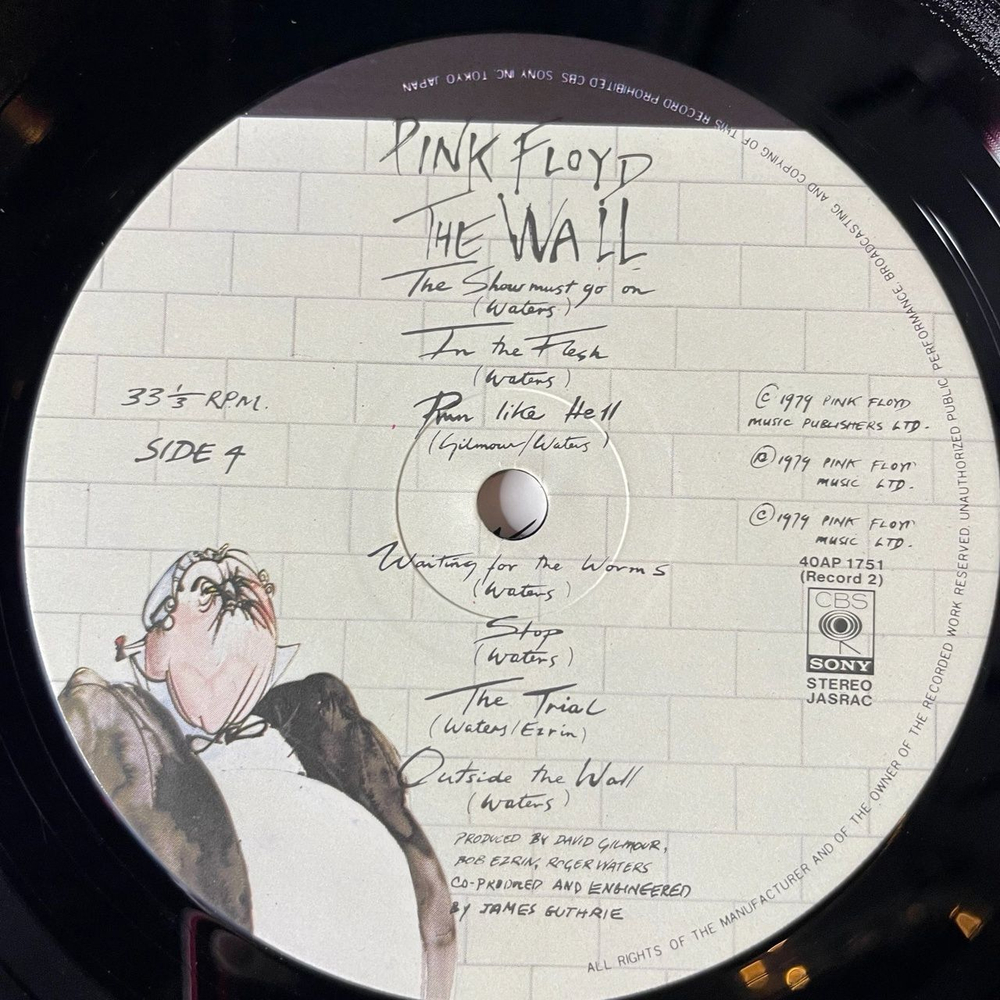 PINK FLOYD
THE WALL
The Show must go on
(Waters)
In the Flesh
(Waters)
Run like Hell
(Gilmour/Waters)
Waiting for the Worms
(Waters)
Stop
(Waters)
The Trial
(Waters/Ezrin)
Outside the Wall
(Waters)
PRODUCED BY DAVID GILMOUR,
BOB EZRIN, ROGER WATERS
CO-PRODUCED AND ENGINEERED
BY JAMES GUTHRIE
33 1/3 RPM.
SIDE 4
© 1979 PINK FLOYD
MUSIC PUBLISHERS LTD.
℗ 1979 PINK FLOYD
MUSIC LTD.
© 1979 PINK FLOYD
MUSIC LTD.
40AP 1751
(Record 2)
CBS
SONY
STEREO
JASRAC
ALL RIGHTS OF THE MANUFACTURER AND OF THE OWNER OF THE RECORDED WORK RESERVED. UNAUTHORIZED PUBLIC PERFORMANCE, BROADCASTING AND COPYING OF THIS RECORD PROHIBITED CBS SONY INC. TOKYO JAPAN